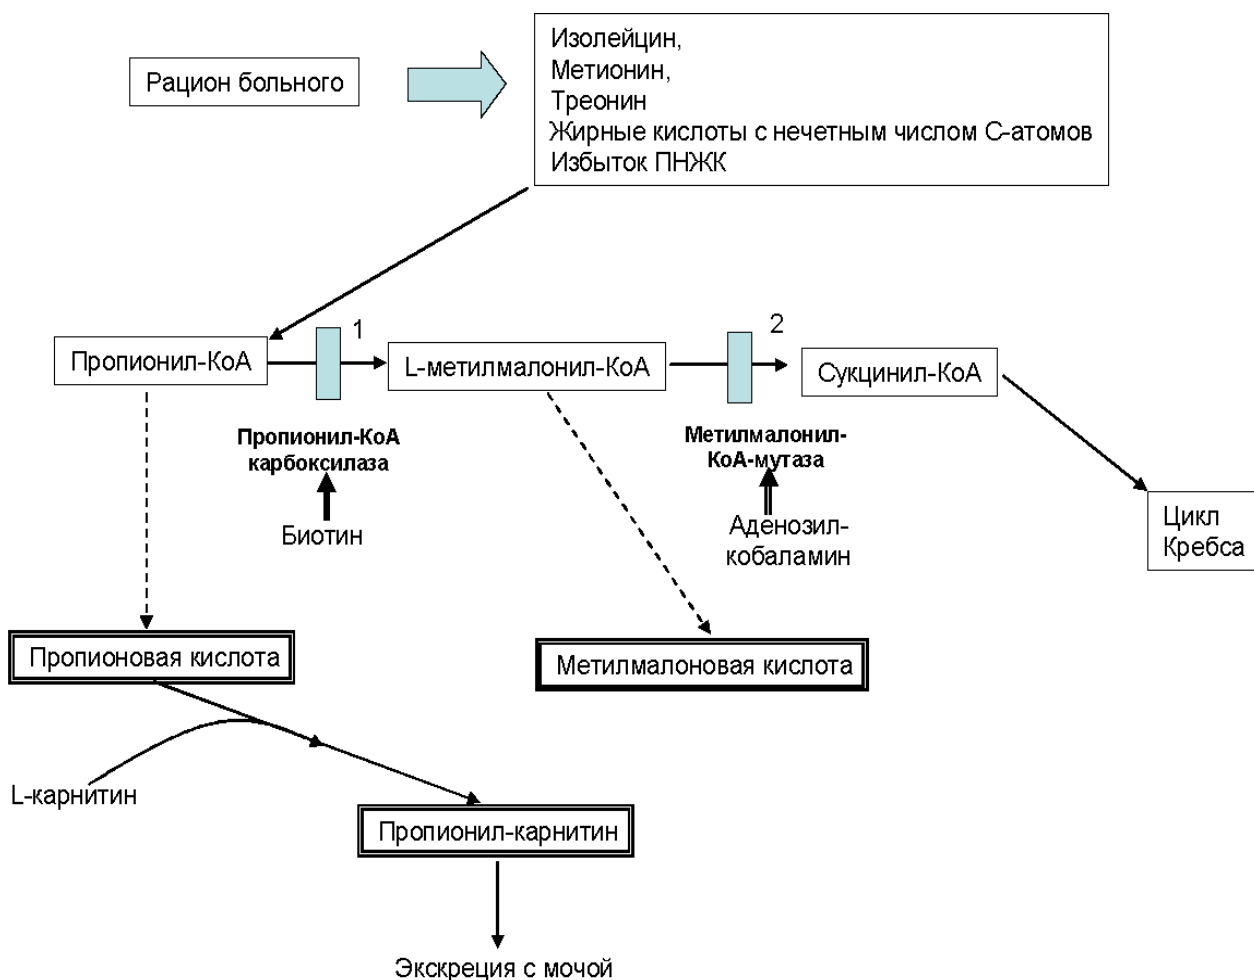 Рацион больного
Изолейцин,
Метионин,
Треонин
Жирные кислоты с нечетным числом С-атомов
Избыток ПНЖК
1
2
Пропионил-КоА
L-метилмалонил-КоА
Сукцинил-КоА
Пропионил-КоА
карбоксилаза
Метилмалонил-
КоА-мутаза
Биотин
Аденозил-
кобаламин
Цикл
Кребса
Пропионовая кислота
Метилмалоновая кислота
L-карнитин
Пропионил-карнитин
Экскреция с мочой